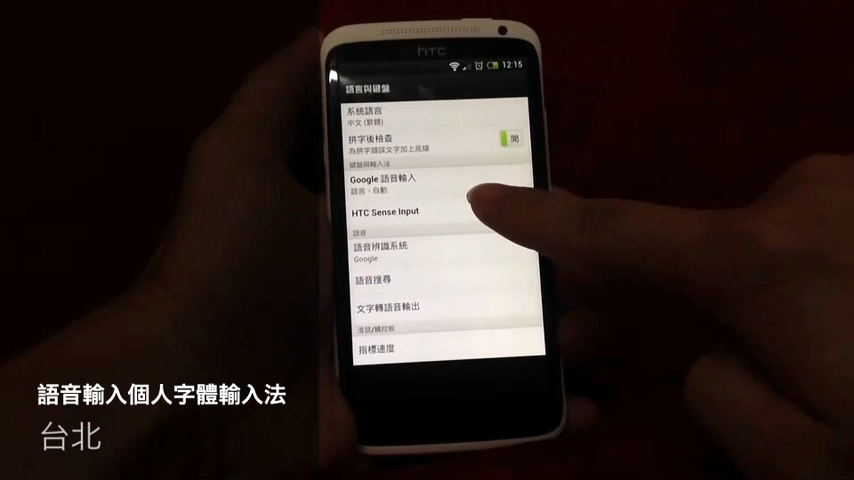 hTC
12:15
語言與鍵盤
系統語言
中文 (繁體)
拼字後檢查
為拼字錯誤文字加上底線
開
鍵盤與輸入法
Google 語音輸入
語言 - 自動
HTC Sense Input
語音
語音辨識系統
Google
語音搜尋
文字轉語音輸出
滑鼠/觸控板
指標速度
語音輸入個人字體輸入法
台北